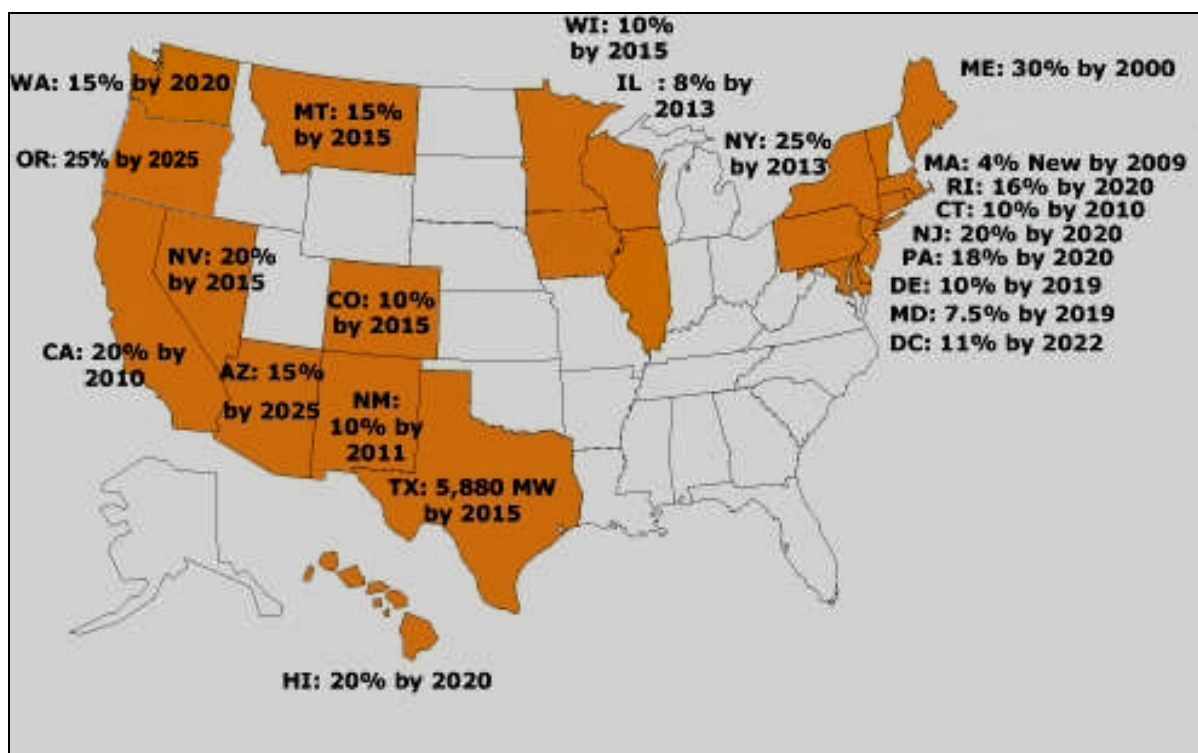 WI: 10%
by 2015
WA: 15% by 2020
IL : 8% by
2013
ME: 30% by 2000
MT: 15%
by 2015
NY: 25%
by 2013
OR: 25% by 2025
MA: 4% New by 2009
RI: 16% by 2020
CT: 10% by 2010
NJ: 20% by 2020
PA: 18% by 2020
DE: 10% by 2019
MD: 7.5% by 2019
DC: 11% by 2022
NV: 20%
by 2015
CO: 10%
by 2015
CA: 20% by
2010
AZ: 15%
by 2025
NM:
10% by
2011
TX: 5,880 MW
by 2015
HI: 20% by 2020